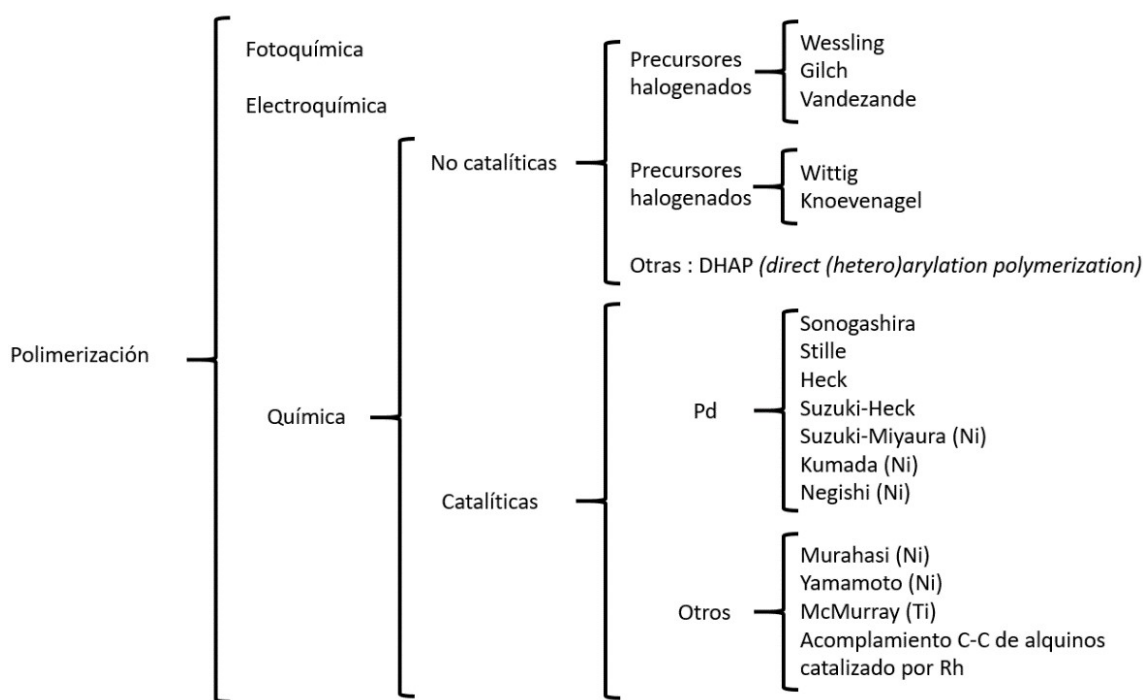 Polimerización
Fotoquímica
Electroquímica
Química
No catalíticas
Precursores
halogenados
Wessling
Gilch
Vandezande
Precursores
halogenados
Wittig
Knoevenagel
Otras : DHAP (direct (hetero)arylation polymerization)
Catalíticas
Pd
Sonogashira
Stille
Heck
Suzuki-Heck
Suzuki-Miyaura (Ni)
Kumada (Ni)
Negishi (Ni)
Otros
Murahasi (Ni)
Yamamoto (Ni)
McMurray (Ti)
Acomplamiento C-C de alquinos
catalizado por Rh